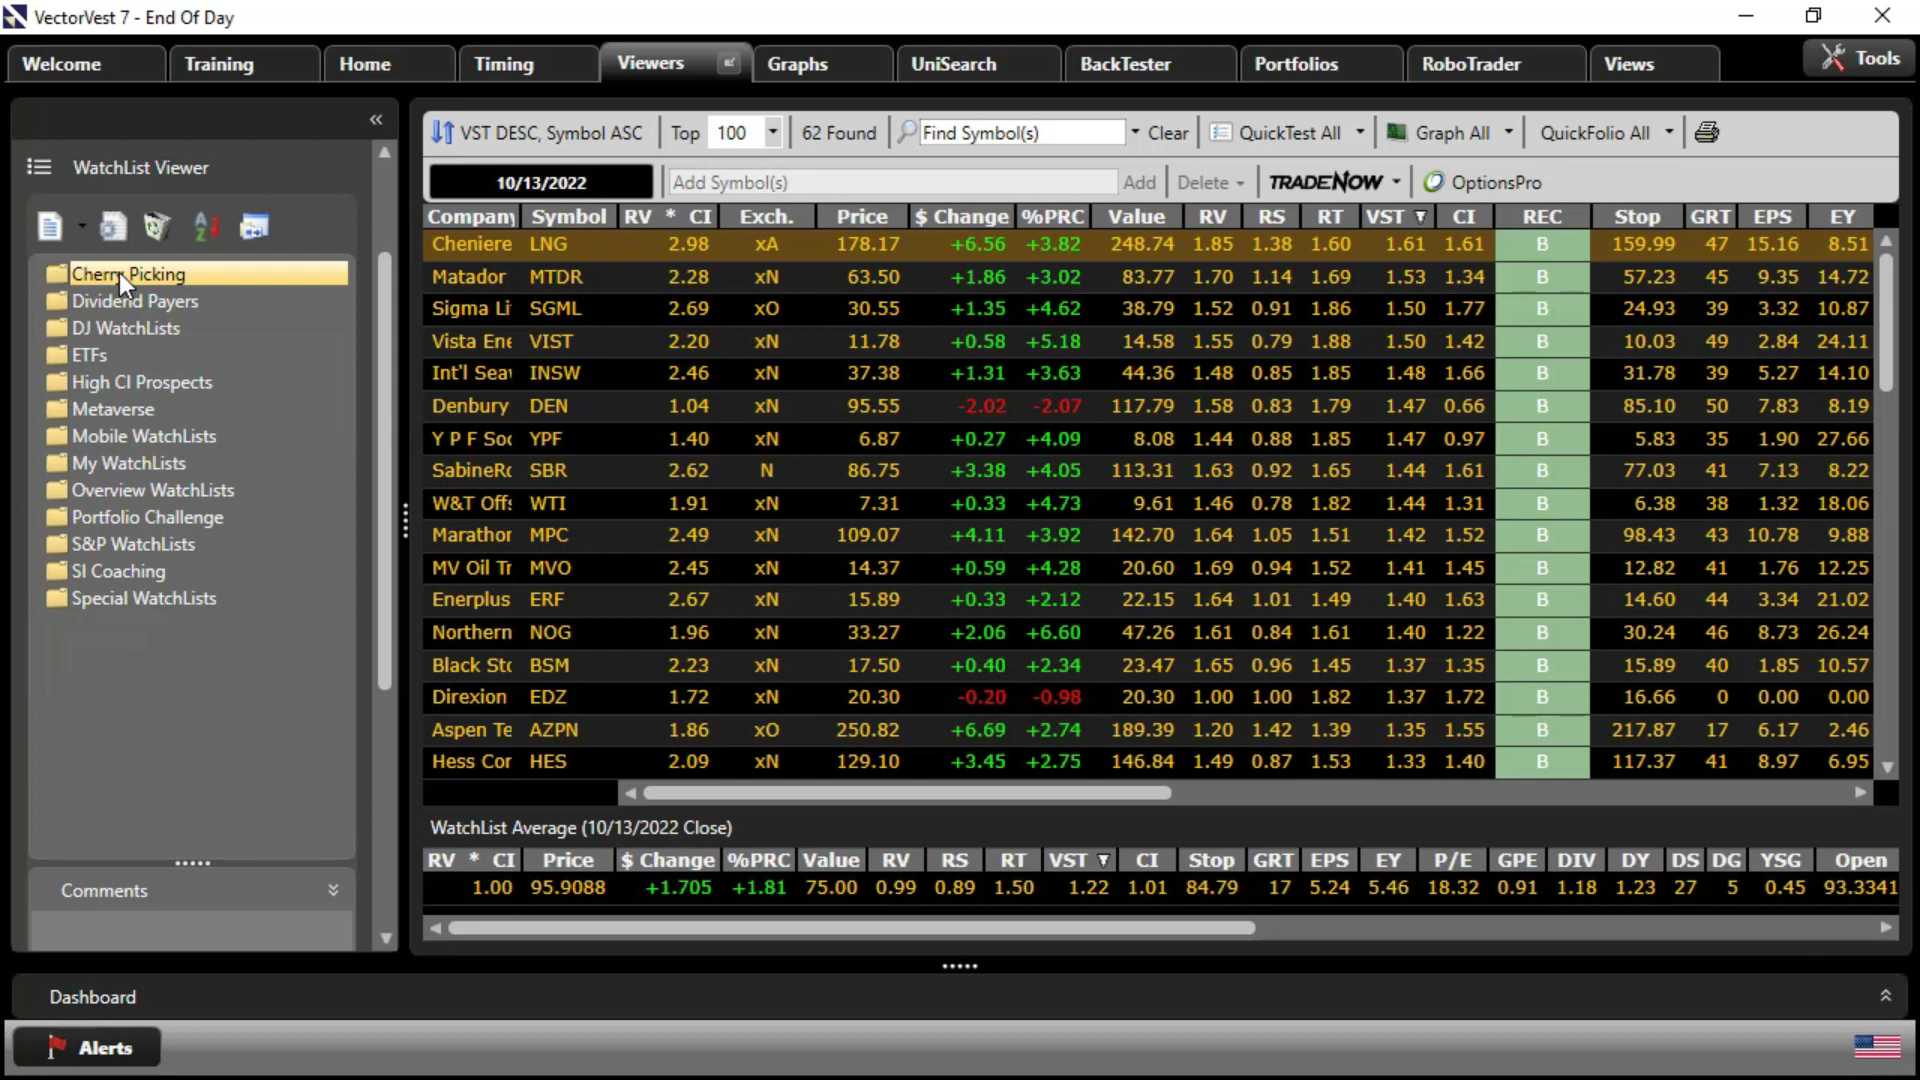 VectorVest 7 - End Of Day
Welcome Training Home Timing Viewers Graphs UniSearch BackTester Portfolios RoboTrader Views Tools
WatchList Viewer
Cherry Picking
Dividend Payers
DJ WatchLists
ETFs
High CI Prospects
Metaverse
Mobile WatchLists
My WatchLists
Overview WatchLists
Portfolio Challenge
S&P WatchLists
SI Coaching
Special WatchLists
Comments
VST DESC, Symbol ASC Top 100 62 Found Find Symbol(s) Clear QuickTest All Graph All QuickFolio All
10/13/2022 Add Symbol(s) Add Delete TRADENOW OptionsPro
Company Symbol RV * CI Exch. Price $ Change %PRC Value RV RS RT VST CI REC Stop GRT EPS EY
Cheniere LNG 2.98 xA 178.17 +6.56 +3.82 248.74 1.85 1.38 1.60 1.61 1.61 B 159.99 47 15.16 8.51
Matador MTDR 2.28 xN 63.50 +1.86 +3.02 83.77 1.70 1.14 1.69 1.53 1.34 B 57.23 45 9.35 14.72
Sigma Li SGML 2.69 xO 30.55 +1.35 +4.62 38.79 1.52 0.91 1.86 1.50 1.77 B 24.93 39 3.32 10.87
Vista Ene VIST 2.20 xN 11.78 +0.58 +5.18 14.58 1.55 0.79 1.88 1.50 1.42 B 10.03 49 2.84 24.11
Int'l Sea INSW 2.46 xN 37.38 +1.31 +3.63 44.36 1.48 0.85 1.85 1.48 1.66 B 31.78 39 5.27 14.10
Denbury DEN 1.04 xN 95.55 -2.02 -2.07 117.79 1.58 0.83 1.79 1.47 0.66 B 85.10 50 7.83 8.19
Y P F Soc YPF 1.40 xN 6.87 +0.27 +4.09 8.08 1.44 0.88 1.85 1.47 0.97 B 5.83 35 1.90 27.66
SabineRo SBR 2.62 N 86.75 +3.38 +4.05 113.31 1.63 0.92 1.65 1.44 1.61 B 77.03 41 7.13 8.22
W&T Offs WTI 1.91 xN 7.31 +0.33 +4.73 9.61 1.46 0.78 1.82 1.44 1.31 B 6.38 38 1.32 18.06
Marathor MPC 2.49 xN 109.07 +4.11 +3.92 142.70 1.64 1.05 1.51 1.42 1.52 B 98.43 43 10.78 9.88
MV Oil Tr MVO 2.45 xN 14.37 +0.59 +4.28 20.60 1.69 0.94 1.52 1.41 1.45 B 12.82 41 1.76 12.25
Enerplus ERF 2.67 xN 15.89 +0.33 +2.12 22.15 1.64 1.01 1.49 1.40 1.63 B 14.60 44 3.34 21.02
Northern NOG 1.96 xN 33.27 +2.06 +6.60 47.26 1.61 0.84 1.61 1.40 1.22 B 30.24 46 8.73 26.24
Black Sto BSM 2.23 xN 17.50 +0.40 +2.34 23.47 1.65 0.96 1.45 1.37 1.35 B 15.89 40 1.85 10.57
Direxion EDZ 1.72 xN 20.30 -0.20 -0.98 20.30 1.00 1.00 1.82 1.37 1.72 B 16.66 0 0.00 0.00
Aspen Te AZPN 1.86 xO 250.82 +6.69 +2.74 189.39 1.20 1.42 1.39 1.35 1.55 B 217.87 17 6.17 2.46
Hess Cor HES 2.09 xN 129.10 +3.45 +2.75 146.84 1.49 0.87 1.53 1.33 1.40 B 117.37 41 8.97 6.95
WatchList Average (10/13/2022 Close)
RV * CI Price $ Change %PRC Value RV RS RT VST CI Stop GRT EPS EY P/E GPE DIV DY DS DG YSG Open
1.00 95.9088 +1.705 +1.81 75.00 0.99 0.89 1.50 1.22 1.01 84.79 17 5.24 5.46 18.32 0.91 1.18 1.23 27 5 0.45 93.3341
Dashboard
Alerts